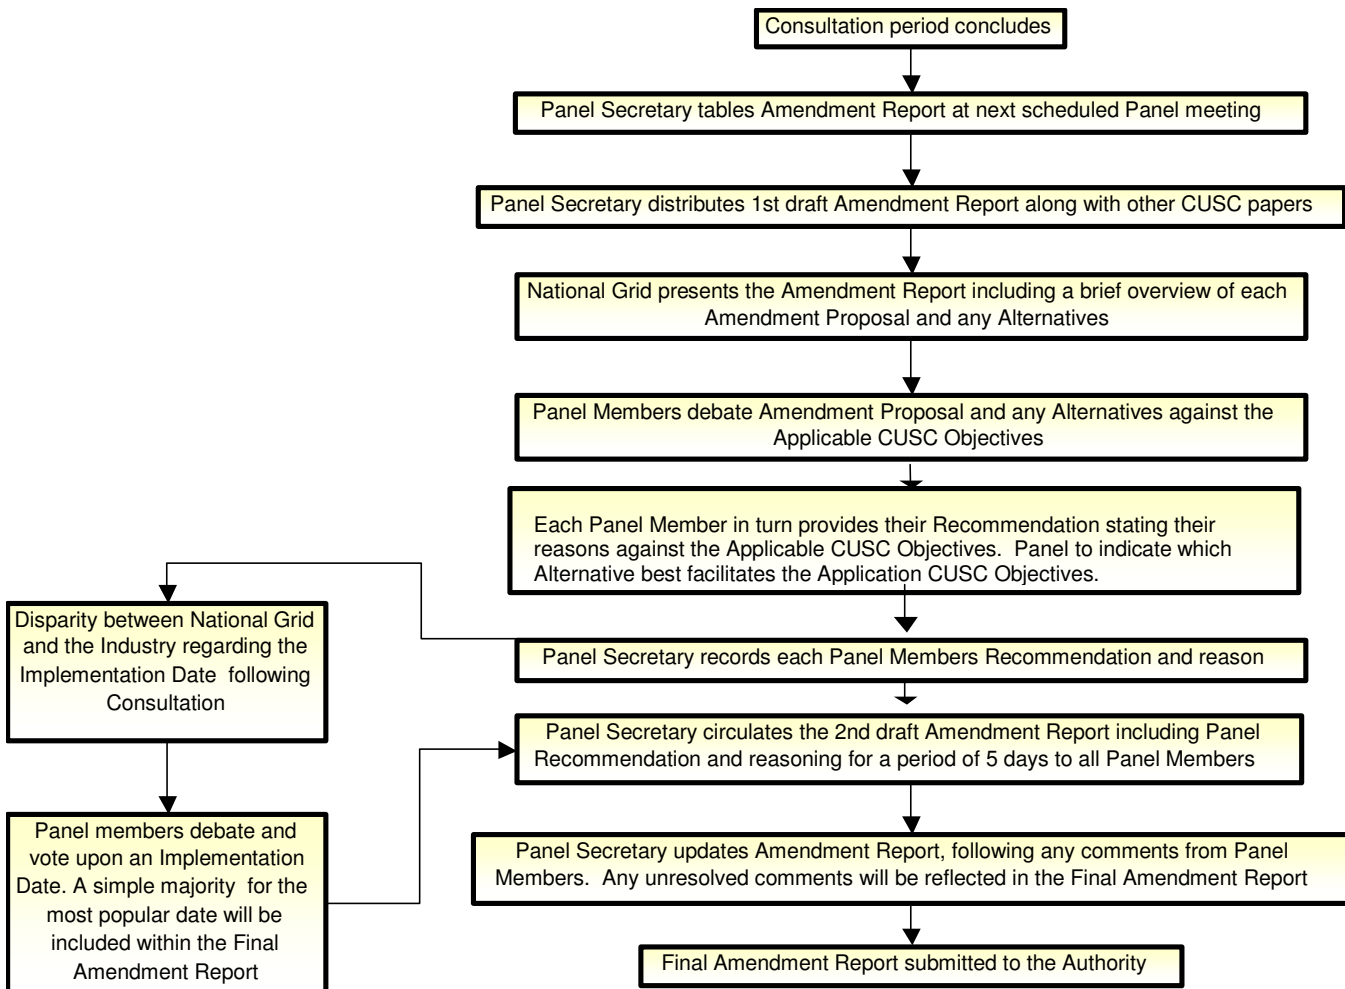 Consultation period concludes
Panel Secretary tables Amendment Report at next scheduled Panel meeting
Panel Secretary distributes 1st draft Amendment Report along with other CUSC papers
National Grid presents the Amendment Report including a brief overview of each
Amendment Proposal and any Alternatives
Panel Members debate Amendment Proposal and any Alternatives against the
Applicable CUSC Objectives
Each Panel Member in turn provides their Recommendation stating their
reasons against the Applicable CUSC Objectives.  Panel to indicate which
Alternative best facilitates the Application CUSC Objectives.
Panel Secretary records each Panel Members Recommendation and reason
Disparity between National Grid
and the Industry regarding the
Implementation Date  following
Consultation
Panel members debate and
vote upon an Implementation
Date. A simple majority  for the
most popular date will be
included within the Final
Amendment Report
Panel Secretary circulates the 2nd draft Amendment Report including Panel
Recommendation and reasoning for a period of 5 days to all Panel Members
Panel Secretary updates Amendment Report, following any comments from Panel
Members.  Any unresolved comments will be reflected in the Final Amendment Report
Final Amendment Report submitted to the Authority